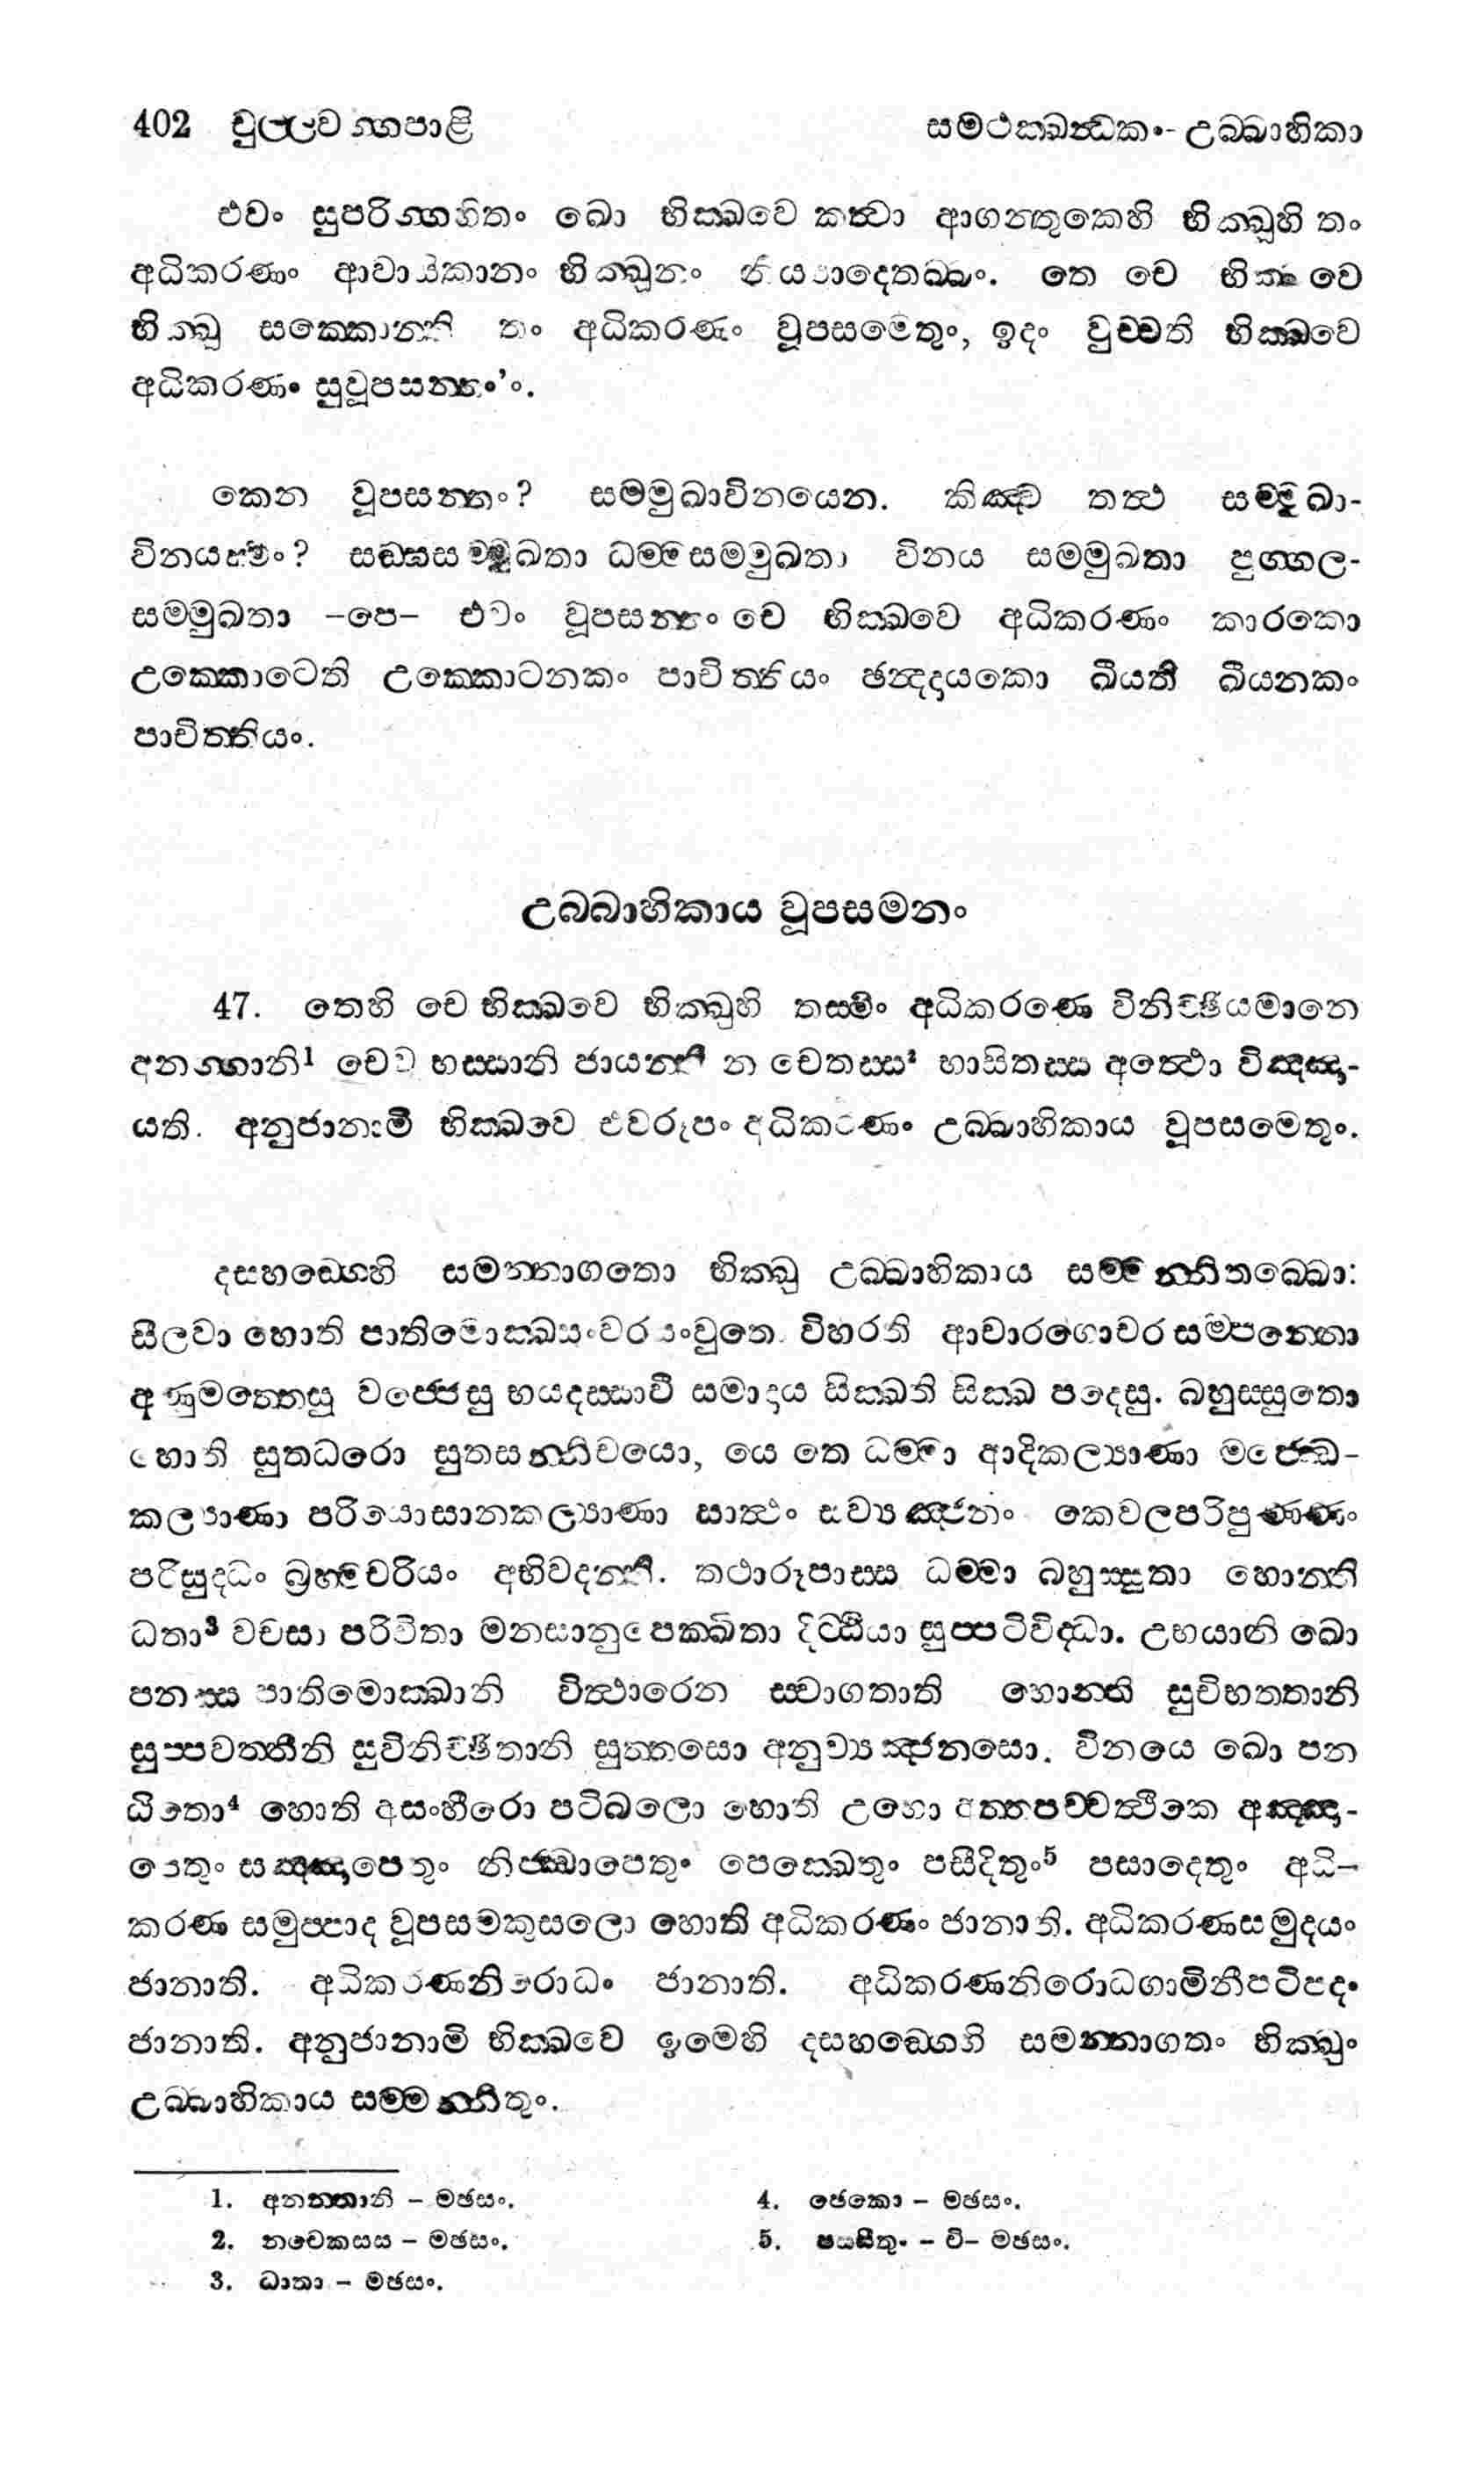 402 චුල්ලවග්ගපාළි සමථක්ඛන්ධකං-උබ්බාහිකා
එවං සුපරිග්ගහිතං ඛො භික්ඛවෙ කත්වා ආගන්තුකෙහි භික්ඛූහි තං
අධිකරණං ආවාසිකානං භික්ඛූනං නීය්‍යාදෙතබ්බං. තෙ චෙ භික්ඛවෙ
භික්ඛූ සක්කොන්ති තං අධිකරණං වූපසමෙතුං, ඉදං වුච්චති භික්ඛවෙ
අධිකරණං සුවූපසන්තං.
කෙන වූපසන්තං? සම්මුඛාවිනයෙන. කිඤ්ච තත්ථ සම්මුඛා-
විනයස්මිං? සඞ්ඝසම්මුඛතා ධම්මසම්මුඛතා විනය සම්මුඛතා පුග්ගල-
සම්මුඛතා –පෙ– එවං වූපසන්තං චෙ භික්ඛවෙ අධිකරණං කාරකො
උක්කොටෙති උක්කොටනකං පාචිත්තියං ඡන්දදායකො ඛීයති ඛීයනකං
පාචිත්තියං.
උබ්බාහිකාය වූපසමනං
47. තෙහි චෙ භික්ඛවෙ භික්ඛුහි තස්මිං අධිකරණෙ විනිච්ඡියමානෙ
අනග්ගානි¹ චෙව භස්සානි ජායන්ති න චෙතස්ස² භාසිතස්ස අත්ථො විඤ්ඤා-
යති. අනුජානාමි භික්ඛවෙ එවරූපං අධිකරණං උබ්බාහිකාය වූපසමෙතුං.
දසහඞ්ගෙහි සමන්නාගතො භික්ඛු උබ්බාහිකාය සම්මන්නිතබ්බො:
සීලවා හොති පාතිමොක්ඛසංවරසංවුතො විහරති ආචාරගොචරසම්පන්නො
අණුමත්තෙසු වජ්ජෙසු භයදස්සාවී සමාදාය සික්ඛති සික්ඛාපදෙසු. බහුස්සුතො
හොති සුතධරො සුතසන්නිචයො, යෙ තෙ ධම්මා ආදිකල්‍යාණා මජ්ඣෙ-
කල්‍යාණා පරියොසානකල්‍යාණා සාත්ථං සව්‍යඤ්ජනං කෙවලපරිපුණ්ණං
පරිසුද්ධං බ්‍රහ්මචරියං අභිවදන්ති. තථාරූපාස්ස ධම්මා බහුස්සුතා හොන්ති
ධතා³ වචසා පරිචිතා මනසානුපෙක්ඛිතා දිට්ඨියා සුප්පටිවිද්ධා. උභයානි ඛො
පනස්ස පාතිමොක්ඛානි විත්ථාරෙන ස්වාගතානි හොන්ති සුවිභත්තානි
සුප්පවත්තීනි සුවිනිච්ඡිතානි සුත්තසො අනුව්‍යඤ්ජනසො. විනයෙ ඛො පන
ඨිතො⁴ හොති අසංහීරො පටිබලො හොති උභො අත්තපච්චත්ථිකෙ අඤ්ඤා-
පෙතුං සඤ්ඤාපෙතුං නිජ්ඣාපෙතුං පෙක්ඛෙතුං පසීදිතුං⁵ පසාදෙතුං අධි-
කරණ සමුප්පාද වූපසමකුසලො හොති අධිකරණං ජානාති. අධිකරණසමුදයං
ජානාති. අධිකරණනිරොධං ජානාති. අධිකරණනිරොධගාමිනීපටිපදං
ජානාති. අනුජානාමි භික්ඛවෙ ඉමෙහි දසහඞ්ගෙහි සමන්නාගතං භික්ඛුං
උබ්බාහිකාය සම්මන්නිතුං.
1. අනන්තානි – මඡසං.
2. නචෙකස්ස – මඡසං.
3. ධාතා – මඡසං.
4. ඡෙකො – මඡසං.
5. – වි– මඡසං.